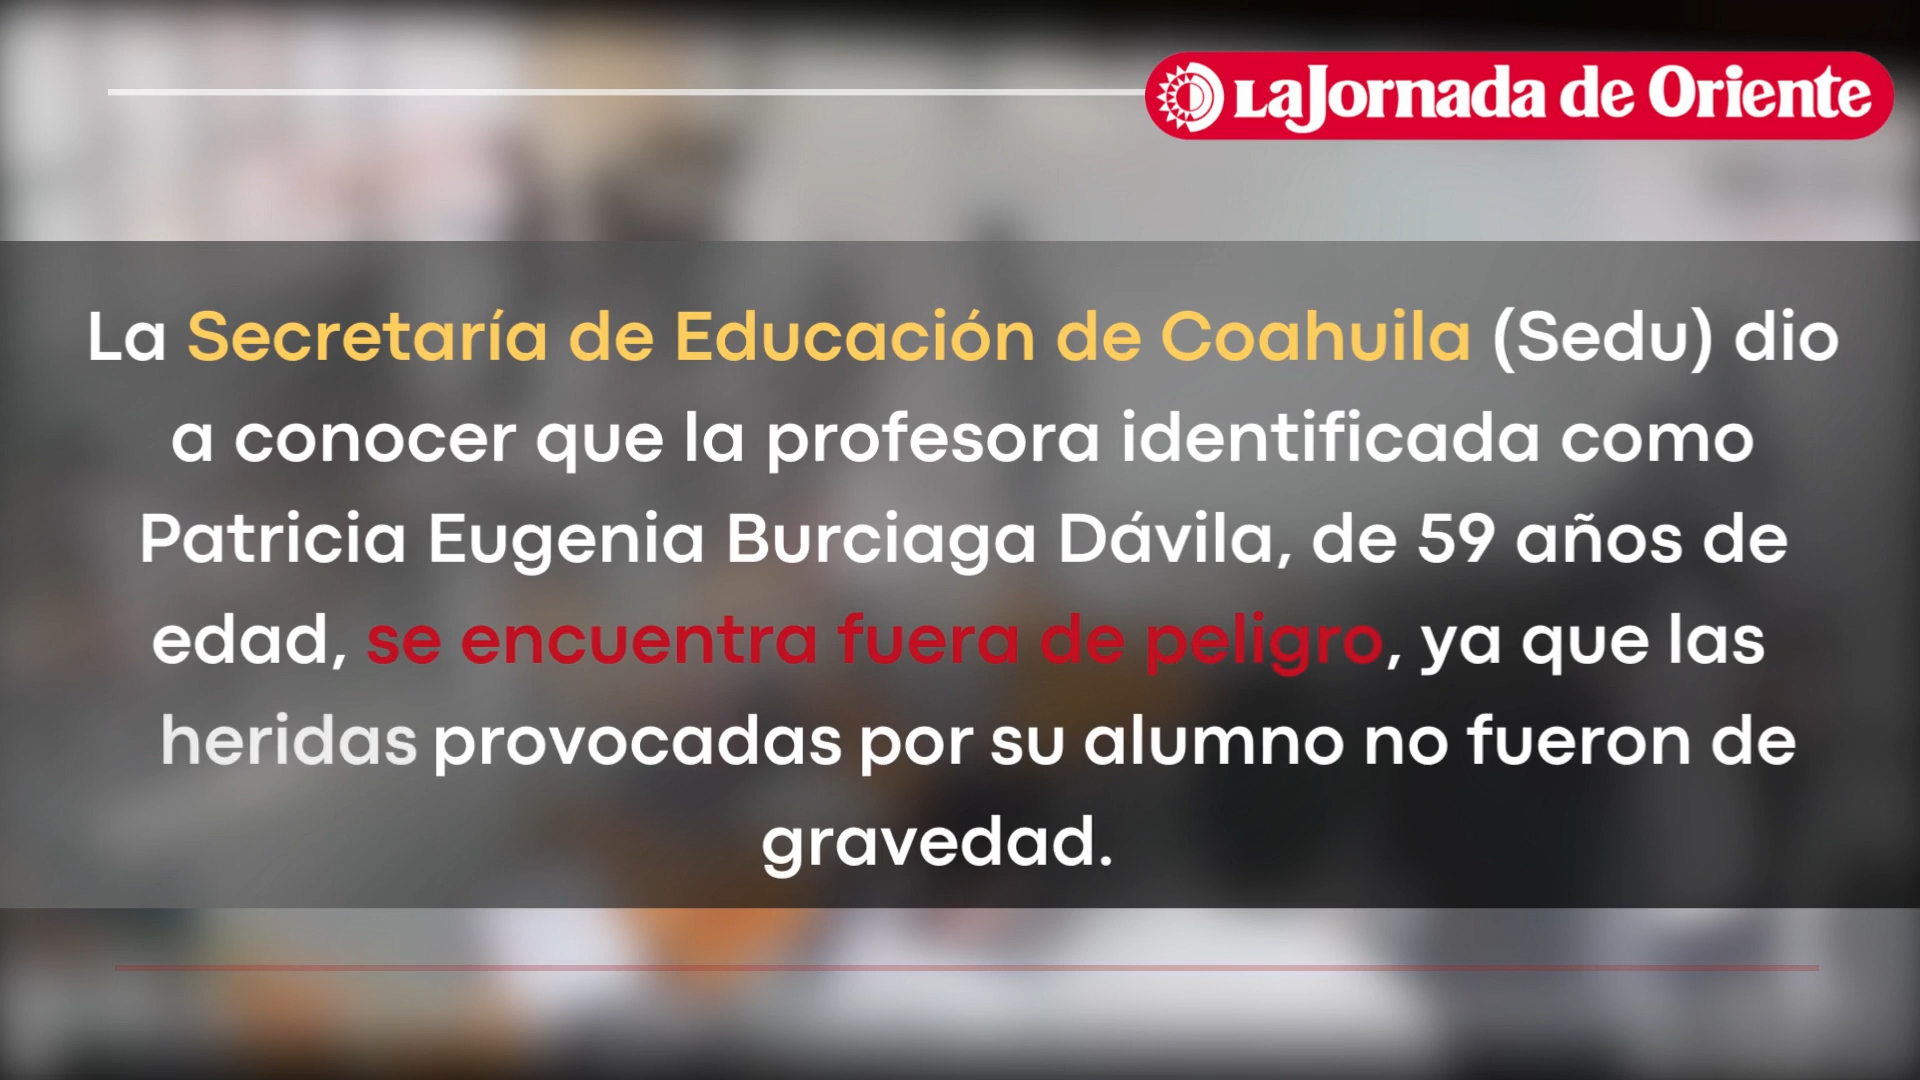 LaJornada de Oriente
La Secretaría de Educación de Coahuila (Sedu) dio
a conocer que la profesora identificada como
Patricia Eugenia Burciaga Dávila, de 59 años de
edad, se encuentra fuera de peligro, ya que las
heridas provocadas por su alumno no fueron de
gravedad.